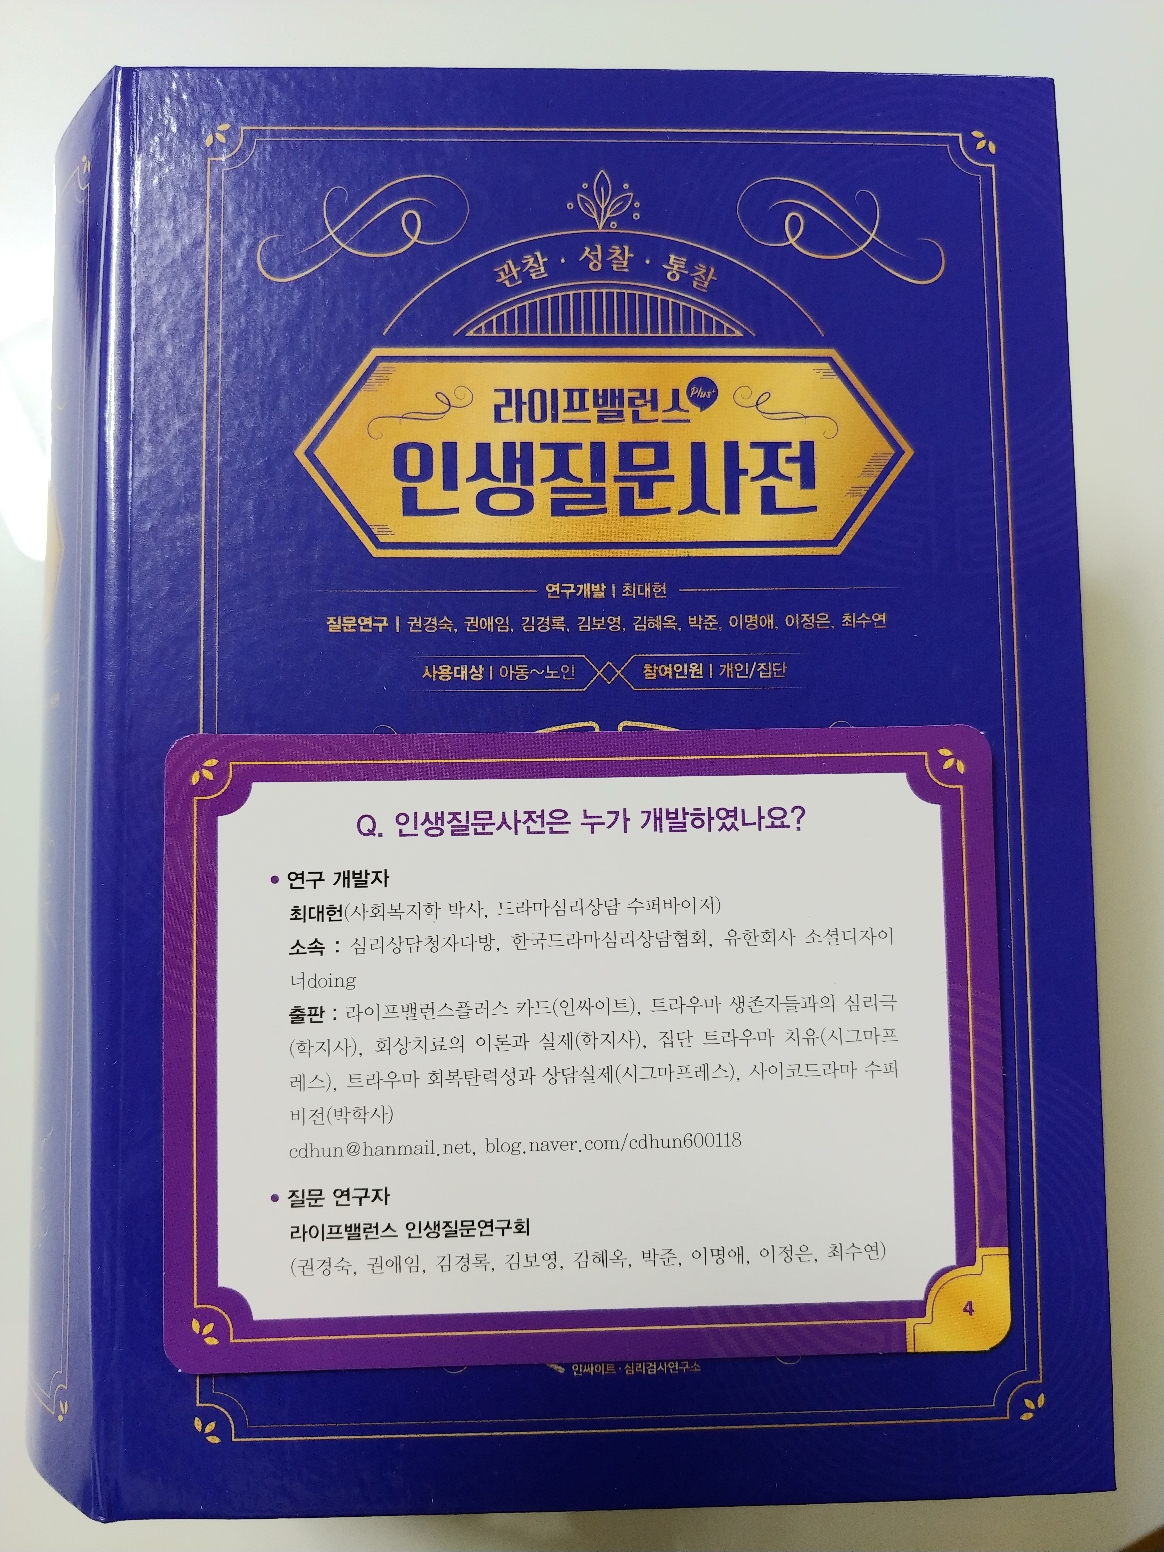 관찰 · 성찰 · 통찰
라이프밸런스 Plus+
인생질문사전
연구개발 | 최대헌
질문연구 | 권경숙, 권애임, 김경록, 김보영, 김혜옥, 박준, 이명애, 이정은, 최수연
사용대상 | 아동~노인 참여인원 | 개인/집단
Q. 인생질문사전은 누가 개발하였나요?
• 연구 개발자
최대헌(사회복지학 박사, 드라마심리상담 수퍼바이저)
소속 : 심리상담청자다방, 한국드라마심리상담협회, 유한회사 소셜디자이
너doing
출판 : 라이프밸런스플러스 카드(인싸이트), 트라우마 생존자들과의 심리극
(학지사), 회상치료의 이론과 실제(학지사), 집단 트라우마 치유(시그마프
레스), 트라우마 회복탄력성과 상담실제(시그마프레스), 사이코드라마 수퍼
비전(박학사)
cdhun@hanmail.net, blog.naver.com/cdhun600118
• 질문 연구자
라이프밸런스 인생질문연구회
(권경숙, 권애임, 김경록, 김보영, 김혜옥, 박준, 이명애, 이정은, 최수연)
4
인싸이트 · 심리검사연구소